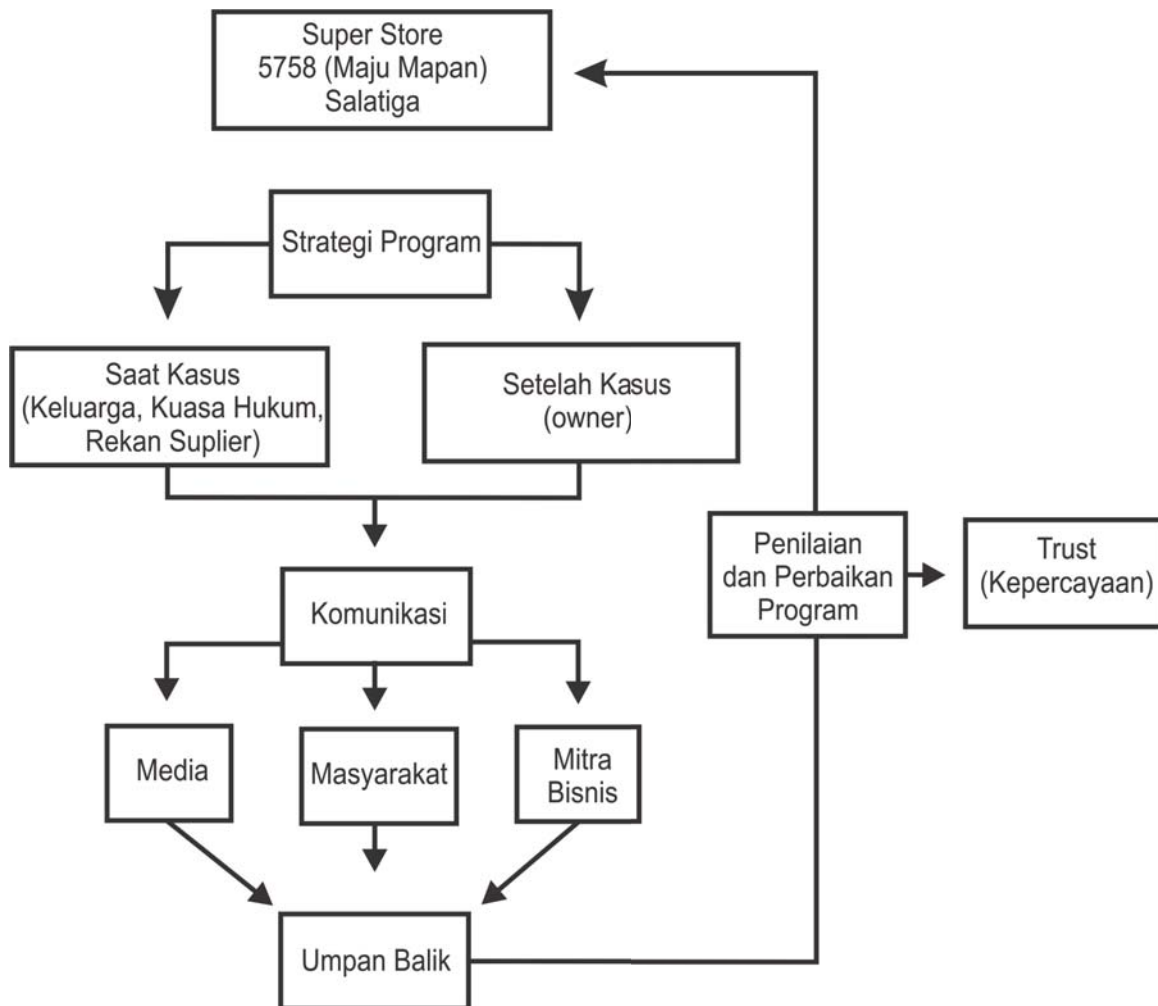 Super Store
5758 (Maju Mapan)
Salatiga
Strategi Program
Saat Kasus
(Keluarga, Kuasa Hukum,
Rekan Suplier)
Setelah Kasus
(owner)
Komunikasi
Media
Masyarakat
Mitra
Bisnis
Umpan Balik
Penilaian
dan Perbaikan
Program
Trust
(Kepercayaan)